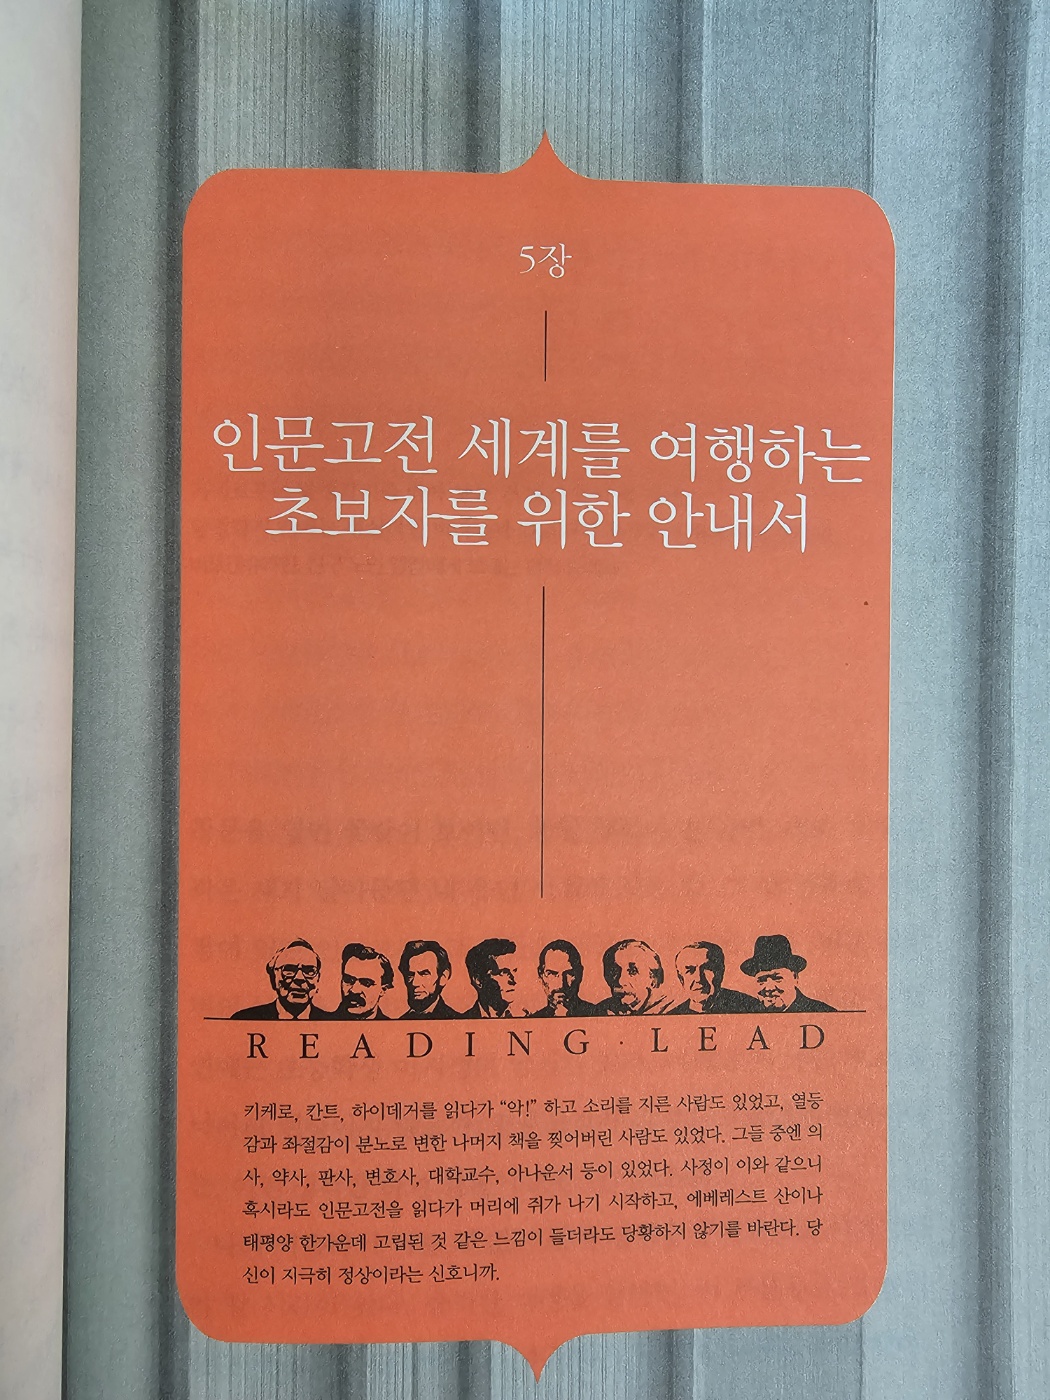 5장
인문고전 세계를 여행하는
초보자를 위한 안내서
READING · LEAD
키케로, 칸트, 하이데거를 읽다가 “악!” 하고 소리를 지른 사람도 있었고, 열등
감과 좌절감이 분노로 변한 나머지 책을 찢어버린 사람도 있었다. 그들 중엔 의
사, 약사, 판사, 변호사, 대학교수, 아나운서 등이 있었다. 사정이 이와 같으니
혹시라도 인문고전을 읽다가 머리에 쥐가 나기 시작하고, 에베레스트 산이나
태평양 한가운데 고립된 것 같은 느낌이 들더라도 당황하지 않기를 바란다. 당
신이 지극히 정상이라는 신호니까.